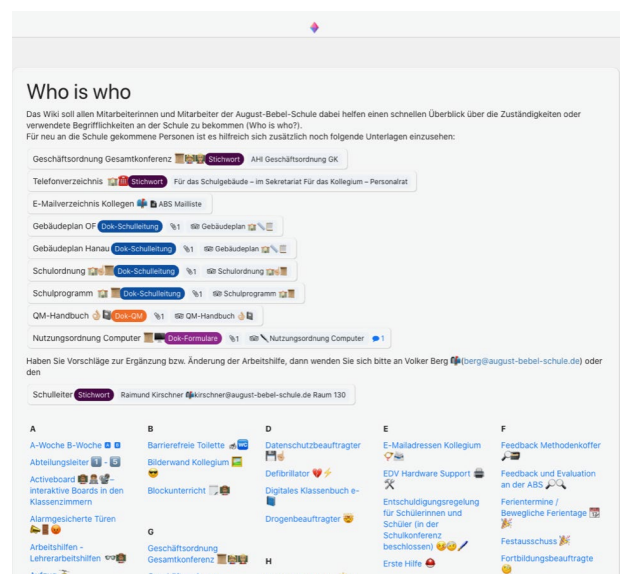 Who is who
Das Wiki soll allen Mitarbeiterinnen und Mitarbeiter der August-Bebel-Schule dabei helfen einen schnellen Überblick über die Zuständigkeiten oder
verwendete Begrifflichkeiten an der Schule zu bekommen (Who is who?).
Für neu an die Schule gekommene Personen ist es hilfreich sich zusätzlich noch folgende Unterlagen einzusehen:
Geschäftsordnung Gesamtkonferenz Stichwort AHI Geschäftsordnung GK
Telefonverzeichnis Stichwort Für das Schulgebäude – im Sekretariat Für das Kollegium – Personalrat
E-Mailverzeichnis Kollegen ABS Mailliste
Gebäudeplan OF Dok-Schulleitung 1 Gebäudeplan
Gebäudeplan Hanau Dok-Schulleitung 1 Gebäudeplan
Schulordnung Dok-Schulleitung 1 Schulordnung
Schulprogramm Dok-Schulleitung 1 Schulprogramm
QM-Handbuch Dok-QM 1 QM-Handbuch
Nutzungsordnung Computer Dok-Formulare 1 Nutzungsordnung Computer 1
Haben Sie Vorschläge zur Ergänzung bzw. Änderung der Arbeitshilfe, dann wenden Sie sich bitte an Volker Berg (berg@august-bebel-schule.de) oder
den
Schulleiter Stichwort Raimund Kirschner kirschner@august-bebel-schule.de Raum 130
A
A-Woche B-Woche
Abteilungsleiter 1 - 5
Activeboard –
interaktive Boards in den
Klassenzimmern
Alarmgesicherte Türen
Arbeitshilfen -
Lehrerarbeitshilfen
B
Barrierefreie Toilette
Bilderwand Kollegium
Blockunterricht
G
Geschäftsordnung
Gesamtkonferenz
D
Datenschutzbeauftragter
Defibrillator
Digitales Klassenbuch e-
Drogenbeauftragter
H
E
E-Mailadressen Kollegium
EDV Hardware Support
Entschuldigungsregelung
für Schülerinnen und
Schüler (in der
Schulkonferenz
beschlossen)
Erste Hilfe
F
Feedback Methodenkoffer
Feedback und Evaluation
an der ABS
Ferientermine /
Bewegliche Ferientage
Festausschuss
Fortbildungsbeauftragte